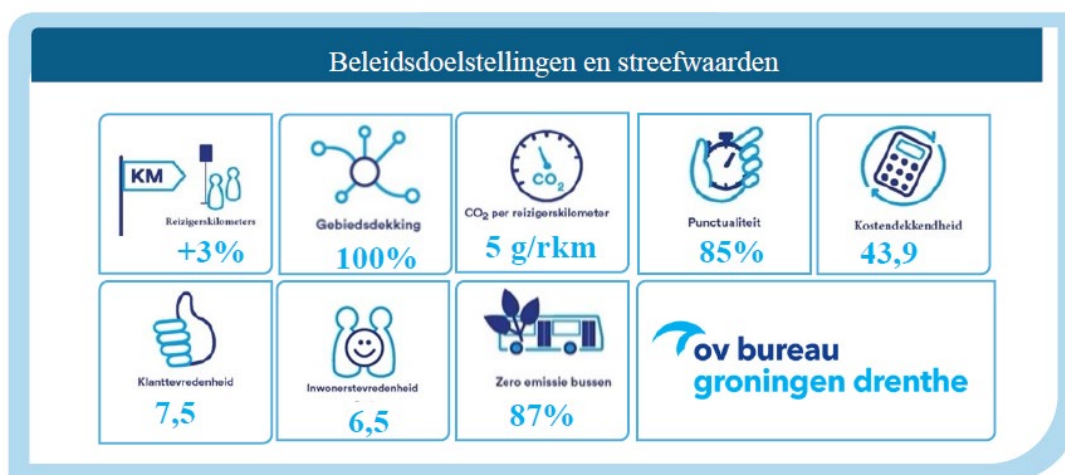 Beleidsdoelstellingen en streefwaarden
KM
Reizigerskilometers
+3%
Gebiedsdekking
100%
CO₂
CO₂ per reizigerskilometer
5 g/rkm
Punctualiteit
85%
Kostendekkendheid
43,9
Klanttevredenheid
7,5
Inwonerstevredenheid
6,5
Zero emissie bussen
87%
ov bureau
groningen drenthe